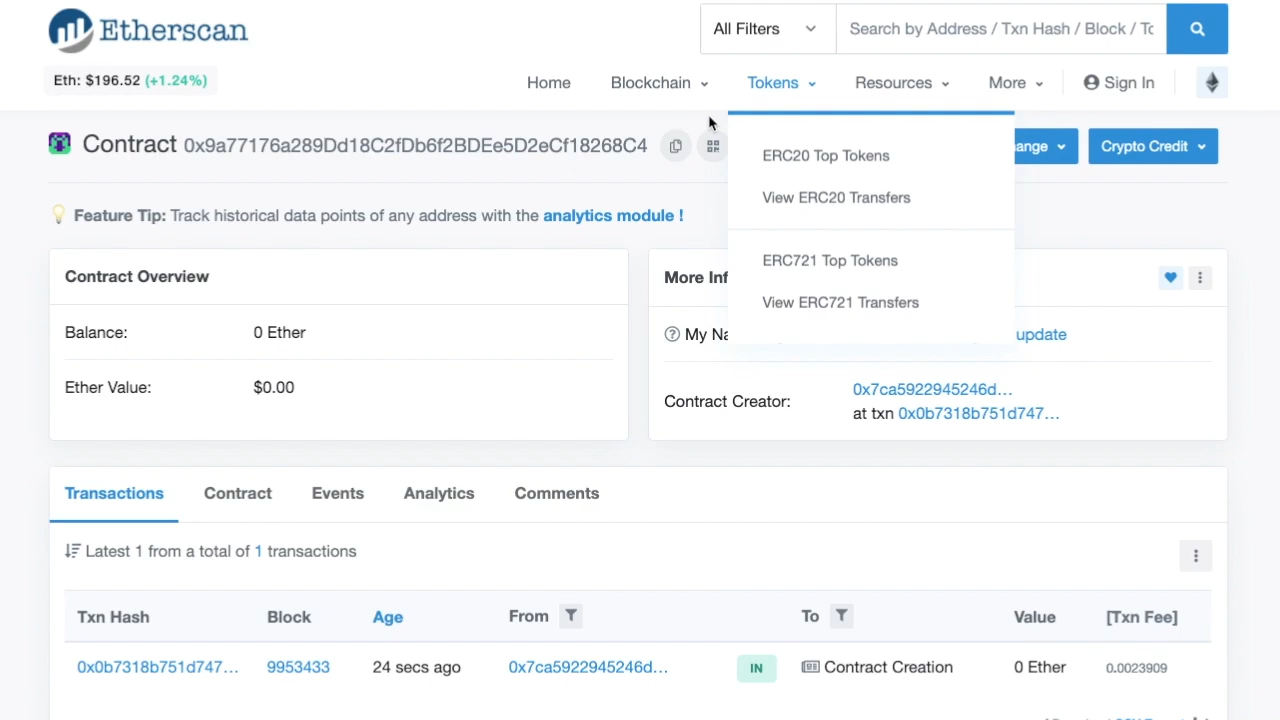 Etherscan
All Filters
Search by Address / Txn Hash / Block / To
Eth: $196.52 (+1.24%)
Home Blockchain Tokens Resources More Sign In
Contract 0x9a77176a289Dd18C2fDb6f2BDEe5D2eCf18268C4
ange Crypto Credit
ERC20 Top Tokens
View ERC20 Transfers
ERC721 Top Tokens
View ERC721 Transfers
Feature Tip: Track historical data points of any address with the analytics module !
Contract Overview
Balance: 0 Ether
Ether Value: $0.00
More Inf
My Na update
Contract Creator: 0x7ca5922945246d...
at txn 0x0b7318b751d747...
Transactions Contract Events Analytics Comments
Latest 1 from a total of 1 transactions
Txn Hash Block Age From To Value [Txn Fee]
0x0b7318b751d747... 9953433 24 secs ago 0x7ca5922945246d... IN Contract Creation 0 Ether 0.0023909